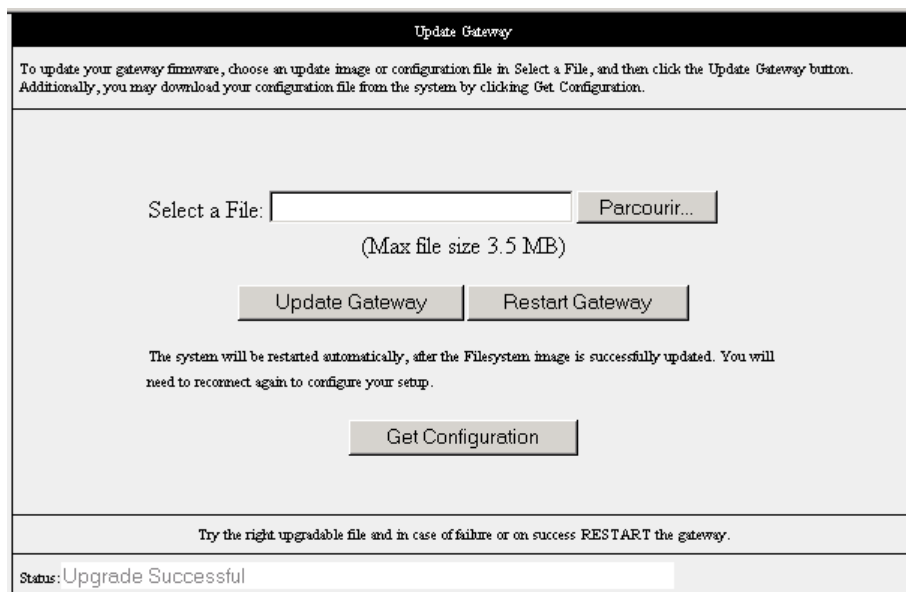 Update Gateway
To update your gateway firmware, choose an update image or configuration file in Select a File, and then click the Update Gateway button.
Additionally, you may download your configuration file from the system by clicking Get Configuration.
Select a File:
Parcourir...
(Max file size 3.5 MB)
Update Gateway
Restart Gateway
The system will be restarted automatically, after the Filesystem image is successfully updated. You will
need to reconnect again to configure your setup.
Get Configuration
Try the right upgradable file and in case of failure or on success RESTART the gateway.
Status: Upgrade Successful